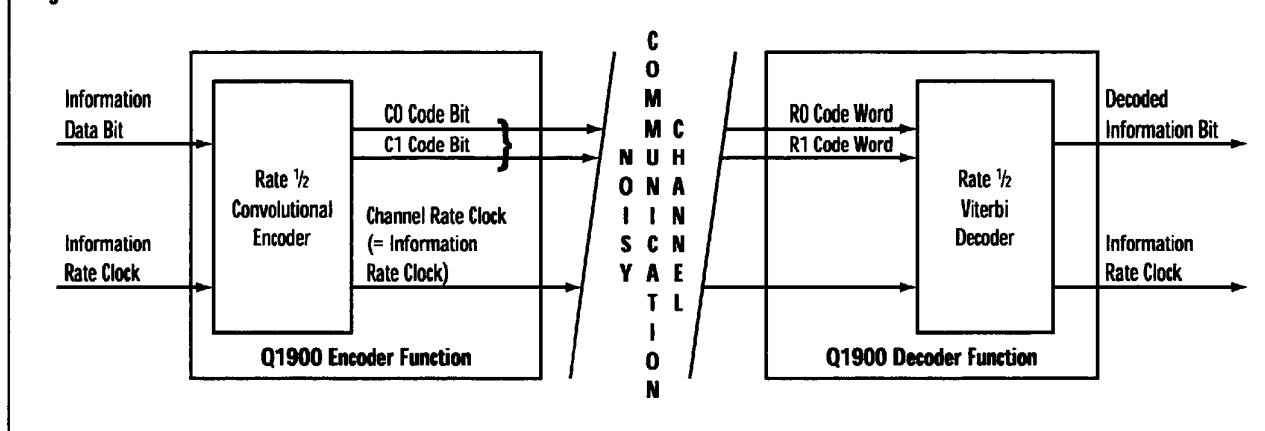 Information
Data Bit
Information
Rate Clock
Rate 1/2
Convolutional
Encoder
C0 Code Bit
C1 Code Bit
}
Channel Rate Clock
(= Information
Rate Clock)
Q1900 Encoder Function
NOISY
COMMUNICATION
CHANNEL
R0 Code Word
R1 Code Word
Rate 1/2
Viterbi
Decoder
Q1900 Decoder Function
Decoded
Information Bit
Information
Rate Clock